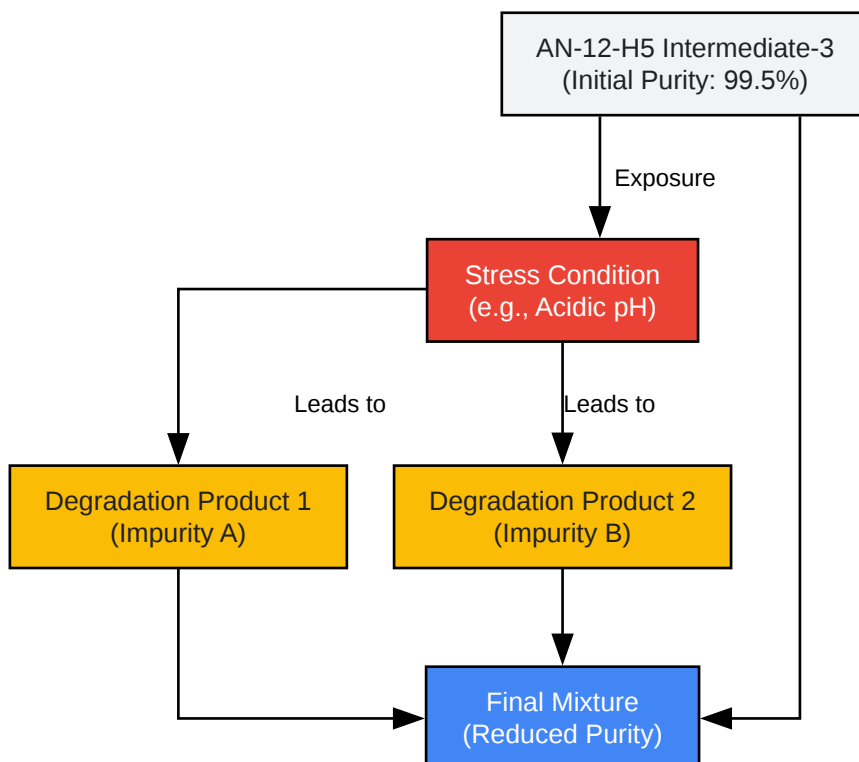 AN-12-H5 Intermediate-3
(Initial Purity: 99.5%)
Exposure
Stress Condition
(e.g., Acidic pH)
Leads to
Leads to
Degradation Product 1
(Impurity A)
Degradation Product 2
(Impurity B)
Final Mixture
(Reduced Purity)